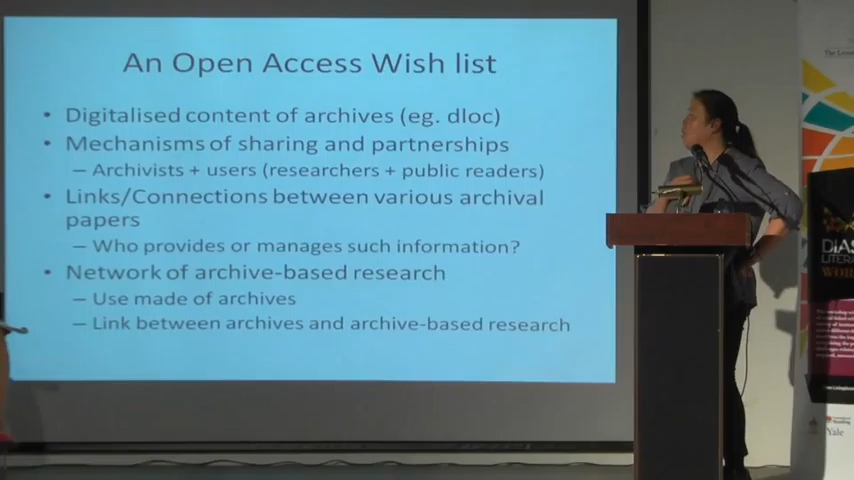 An Open Access Wish list
• Digitalised content of archives (eg. dloc)
• Mechanisms of sharing and partnerships
– Archivists + users (researchers + public readers)
• Links/Connections between various archival
papers
– Who provides or manages such information?
• Network of archive-based research
– Use made of archives
– Link between archives and archive-based research
Yale